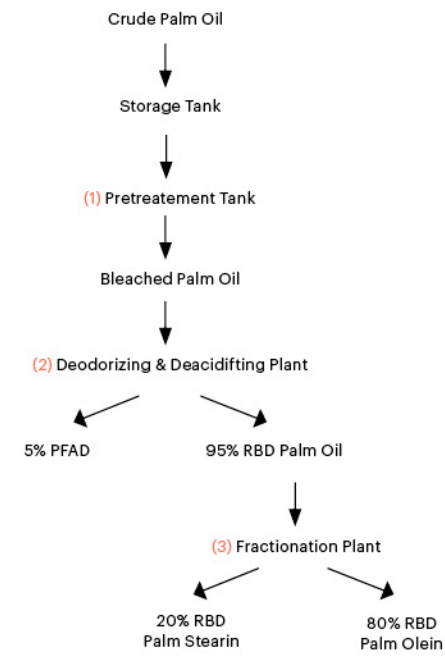 Crude Palm Oil
Storage Tank
(1) Pretreatement Tank
Bleached Palm Oil
(2) Deodorizing & Deacidifting Plant
5% PFAD
95% RBD Palm Oil
(3) Fractionation Plant
20% RBD
Palm Stearin
80% RBD
Palm Olein